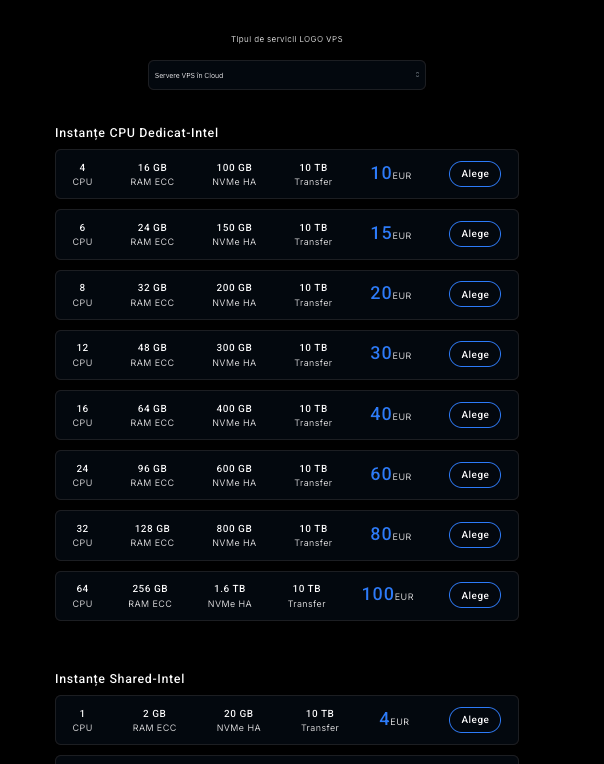 Tipul de servicii LOGO VPS
Servere VPS în Cloud
Instanțe CPU Dedicat-Intel
4 16 GB 100 GB 10 TB 10EUR Alege
CPU RAM ECC NVMe HA Transfer
6 24 GB 150 GB 10 TB 15EUR Alege
CPU RAM ECC NVMe HA Transfer
8 32 GB 200 GB 10 TB 20EUR Alege
CPU RAM ECC NVMe HA Transfer
12 48 GB 300 GB 10 TB 30EUR Alege
CPU RAM ECC NVMe HA Transfer
16 64 GB 400 GB 10 TB 40EUR Alege
CPU RAM ECC NVMe HA Transfer
24 96 GB 600 GB 10 TB 60EUR Alege
CPU RAM ECC NVMe HA Transfer
32 128 GB 800 GB 10 TB 80EUR Alege
CPU RAM ECC NVMe HA Transfer
64 256 GB 1.6 TB 10 TB 100EUR Alege
CPU RAM ECC NVMe HA Transfer
Instanțe Shared-Intel
1 2 GB 20 GB 10 TB 4EUR Alege
CPU RAM ECC NVMe HA Transfer